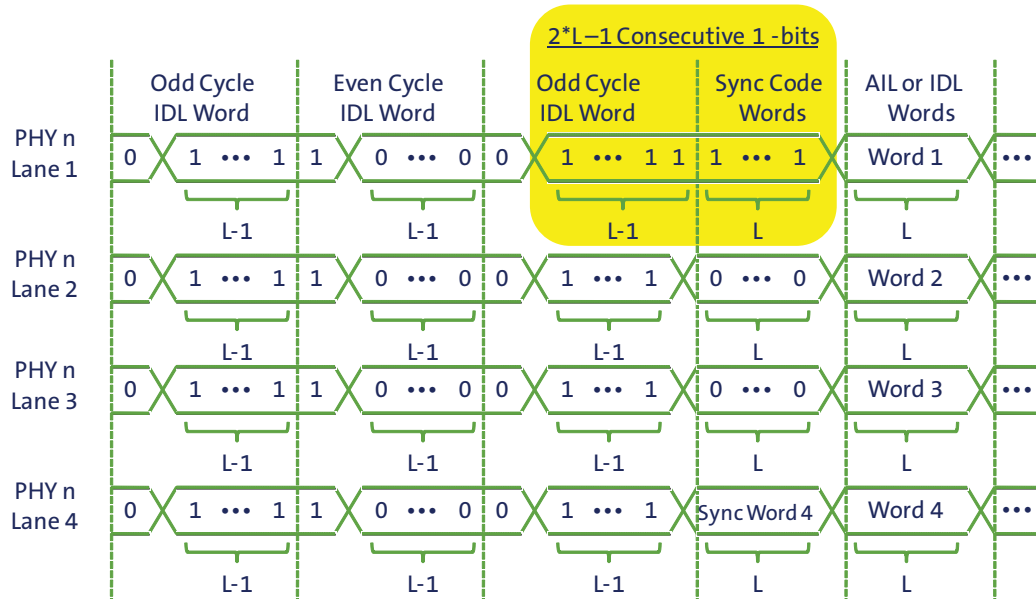 2*L–1 Consecutive 1 -bits
Odd Cycle Even Cycle Odd Cycle Sync Code AIL or IDL
IDL Word IDL Word IDL Word Words Words
PHY n
Lane 1
0 1 ••• 1 1 0 ••• 0 0 1 ••• 1 1 1 ••• 1 Word 1 •••
L-1 L-1 L-1 L L
PHY n
Lane 2
0 1 ••• 1 1 0 ••• 0 0 1 ••• 1 0 ••• 0 Word 2 •••
L-1 L-1 L-1 L L
PHY n
Lane 3
0 1 ••• 1 1 0 ••• 0 0 1 ••• 1 0 ••• 0 Word 3 •••
L-1 L-1 L-1 L L
PHY n
Lane 4
0 1 ••• 1 1 0 ••• 0 0 1 ••• 1 Sync Word 4 Word 4 •••
L-1 L-1 L-1 L L